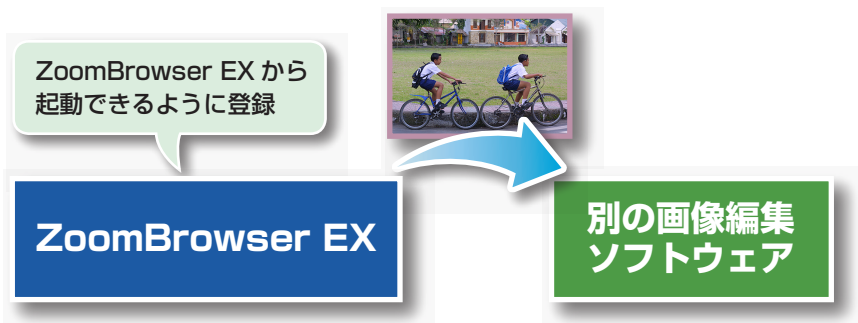 ZoomBrowser EX から
起動できるように登録
ZoomBrowser EX
別の画像編集
ソフトウェア